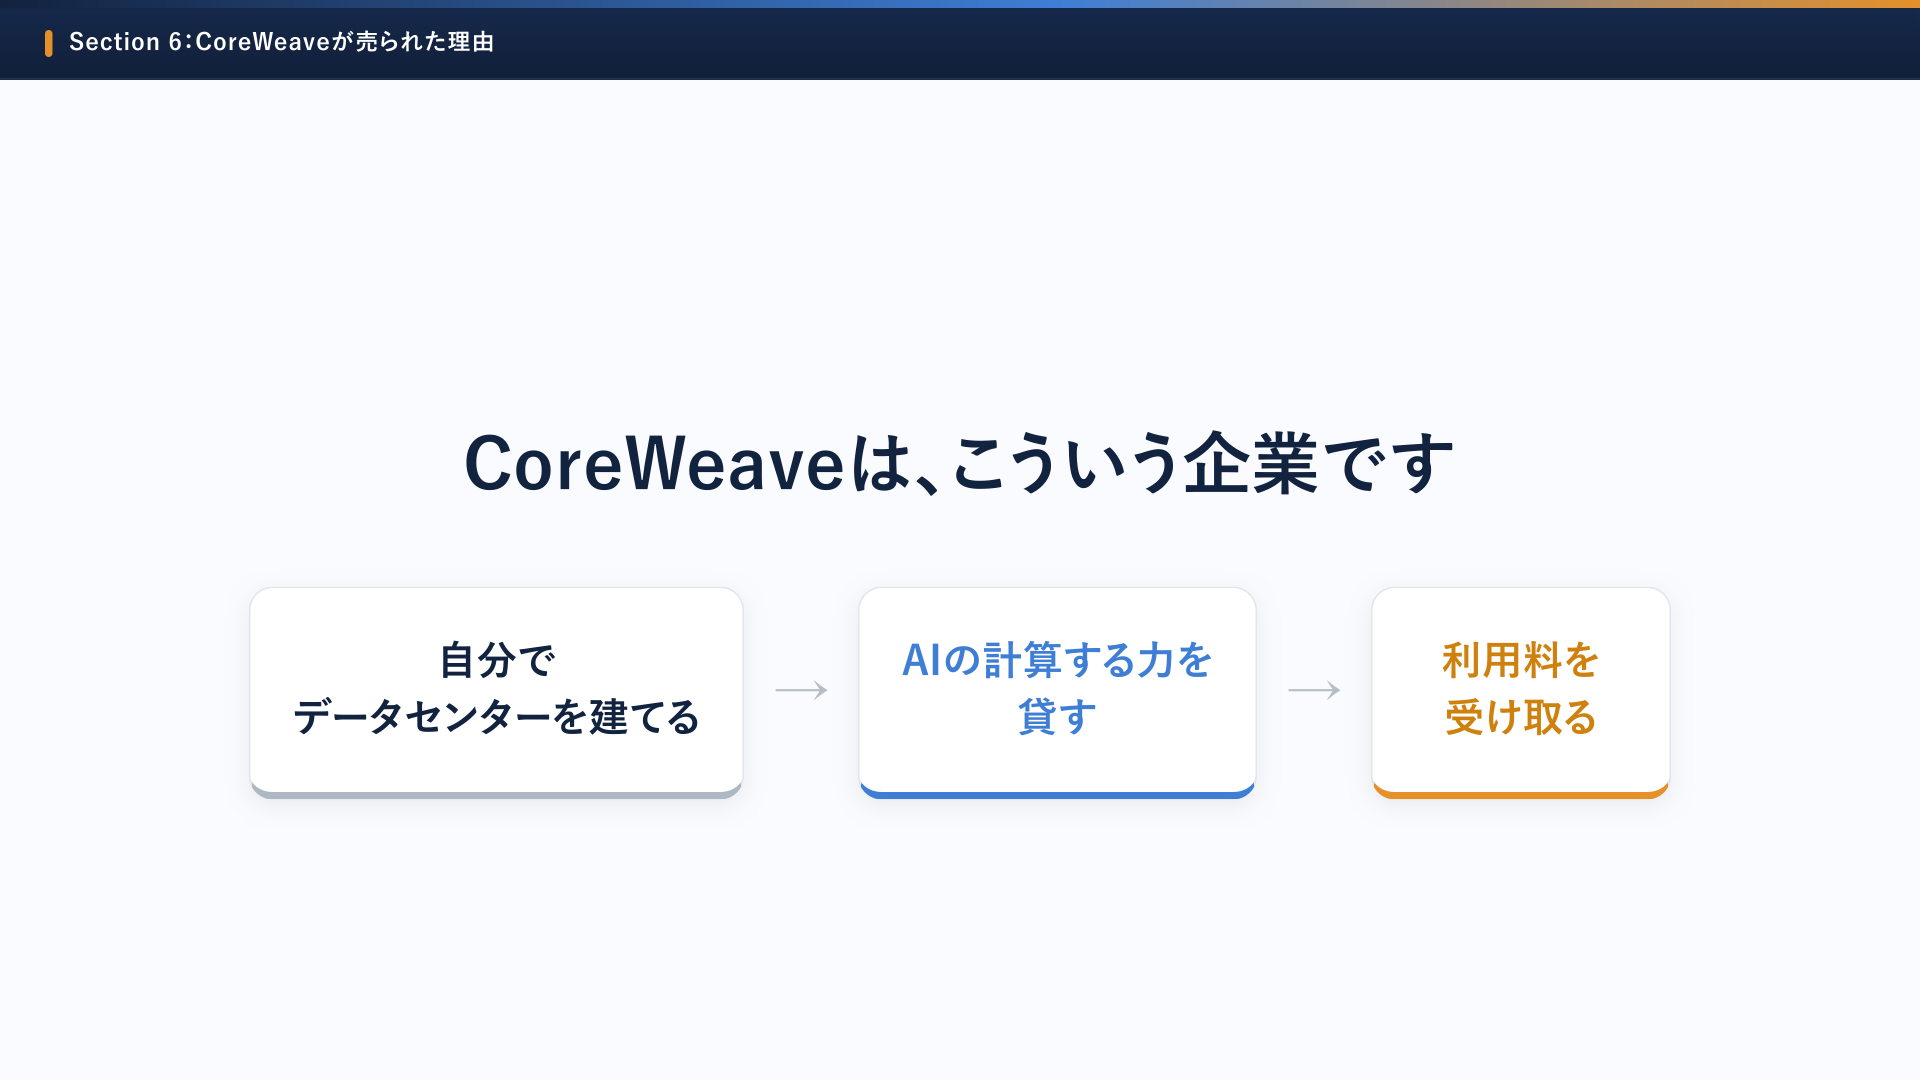 Section 6：CoreWeaveが売られた理由
CoreWeaveは、こういう企業です
自分で
データセンターを建てる
→
AIの計算する力を
貸す
→
利用料を
受け取る